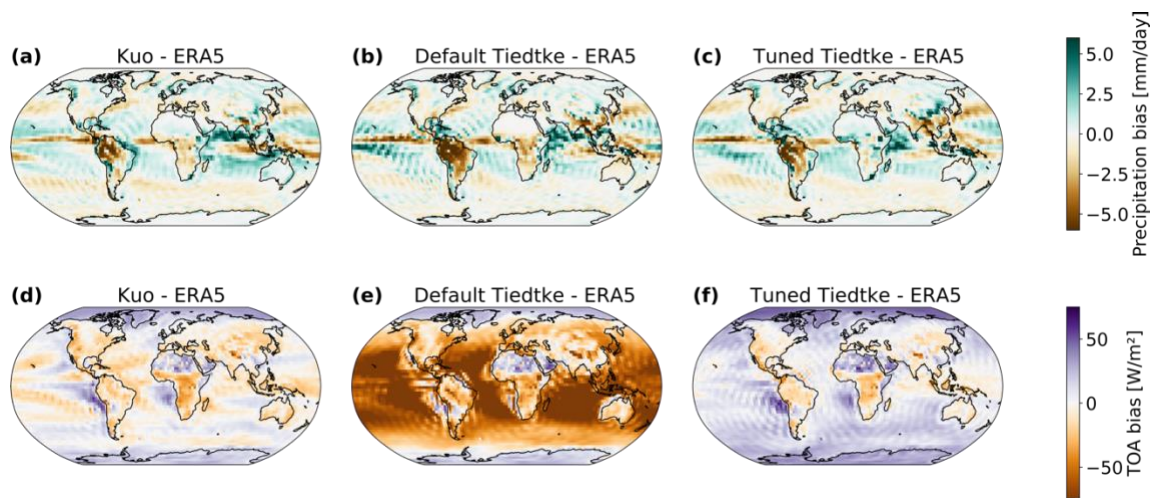 (a) Kuo - ERA5
(b) Default Tiedtke - ERA5
(c) Tuned Tiedtke - ERA5
5.0
2.5
0.0
−2.5
−5.0
Precipitation bias [mm/day]
(d) Kuo - ERA5
(e) Default Tiedtke - ERA5
(f) Tuned Tiedtke - ERA5
50
0
−50
TOA bias [W/m²]